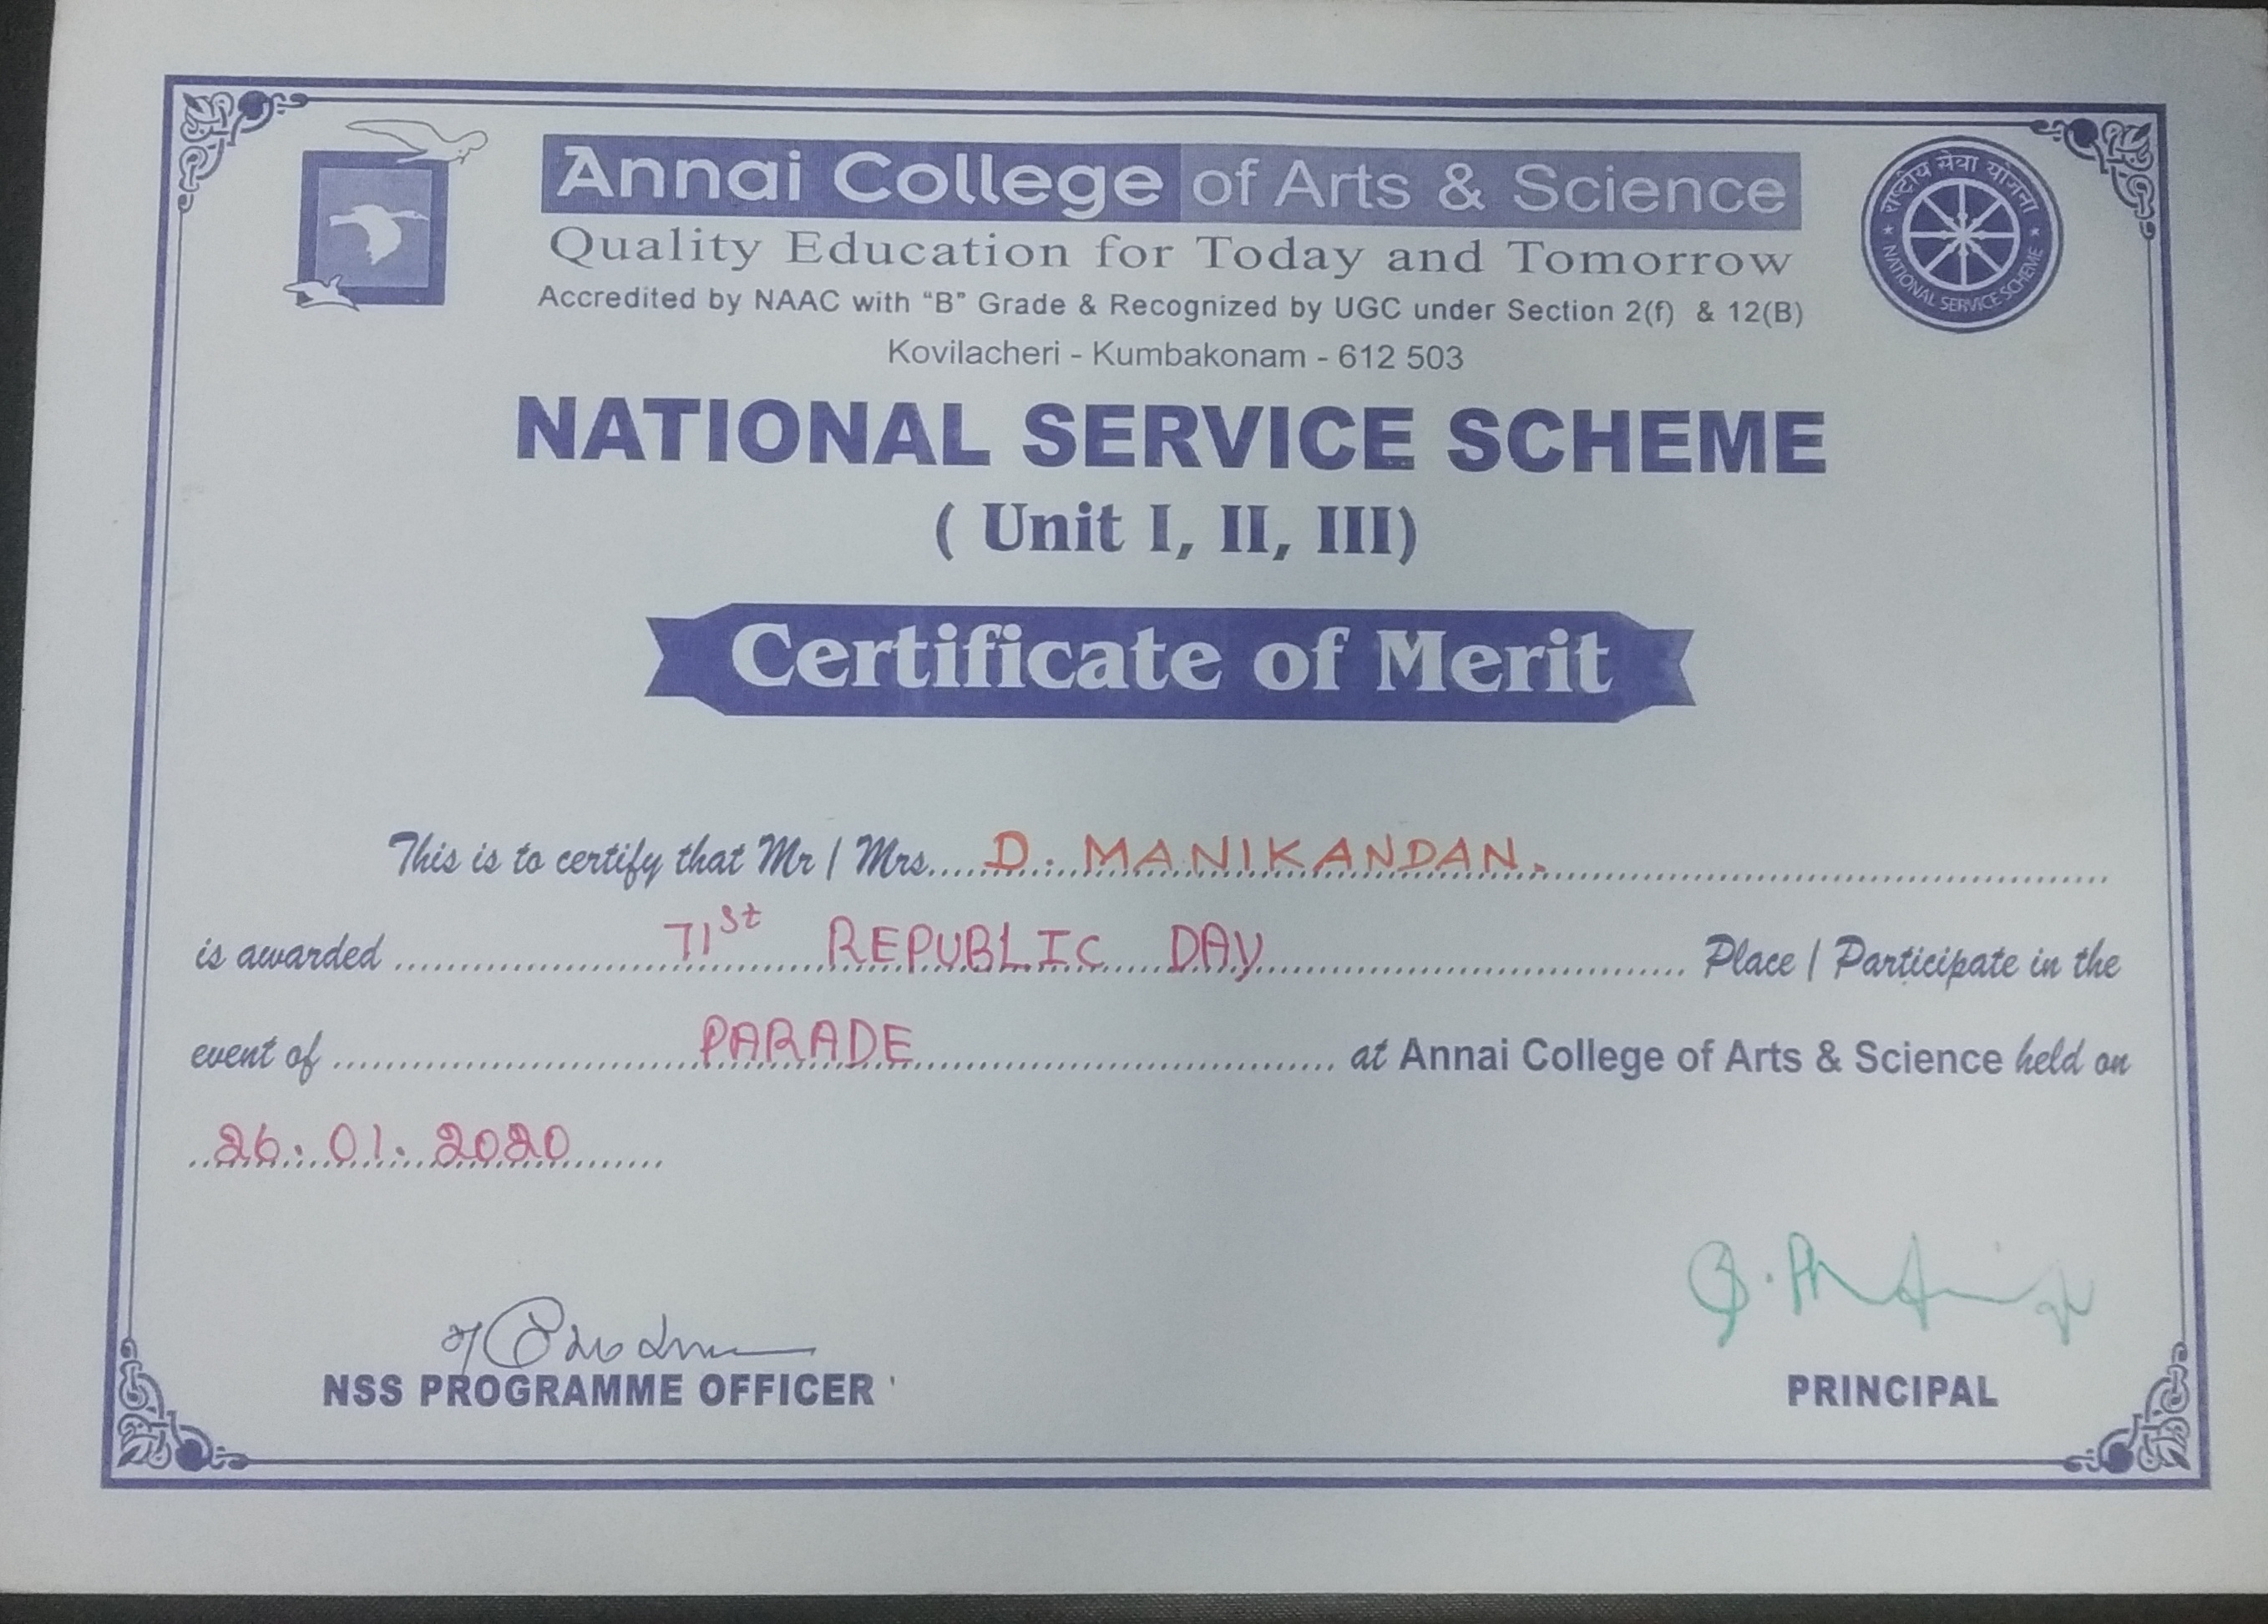 Annai College of Arts & Science
Quality Education for Today and Tomorrow
Accredited by NAAC with “B” Grade & Recognized by UGC under Section 2(f) & 12(B)
राष्ट्रीय सेवा योजना
NATIONAL SERVICE SCHEME
Kovilacheri - Kumbakonam - 612 503
NATIONAL SERVICE SCHEME
( Unit I, II, III)
Certificate of Merit
This is to certify that Mr / Mrs.... D. MANIKANDAN.
is awarded 71st REPUBLIC DAY Place / Participate in the
event of PARADE at Annai College of Arts & Science held on
26.01.2020
NSS PROGRAMME OFFICER
PRINCIPAL